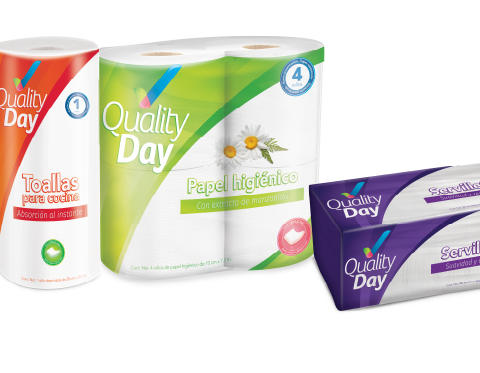 Quality
Day
1
Toallas
para cocina
Absorción al instante
Quality
Day
4
Papel higiénico
Con extracto de manzanilla
Quality
Day
Serville
Quality
Day
Servill
Suavidad y